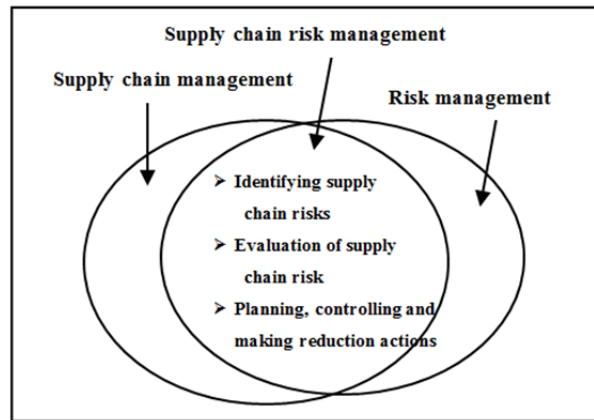 Supply chain risk management
Supply chain management
Risk management
➢ Identifying supply
chain risks
➢ Evaluation of supply
chain risk
➢ Planning, controlling and
making reduction actions